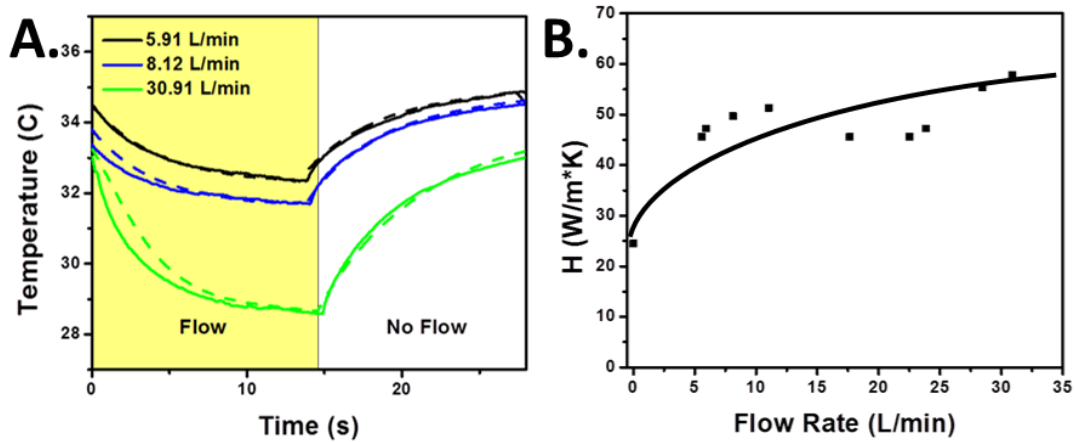 A.
5.91 L/min
8.12 L/min
30.91 L/min
36
34
32
30
28
Temperature (C)
Flow
No Flow
0
20
Time (s)
B.
70
60
50
40
30
20
10
0
H (W/m*K)
0 5 10 15 20 25 30 35
Flow Rate (L/min)